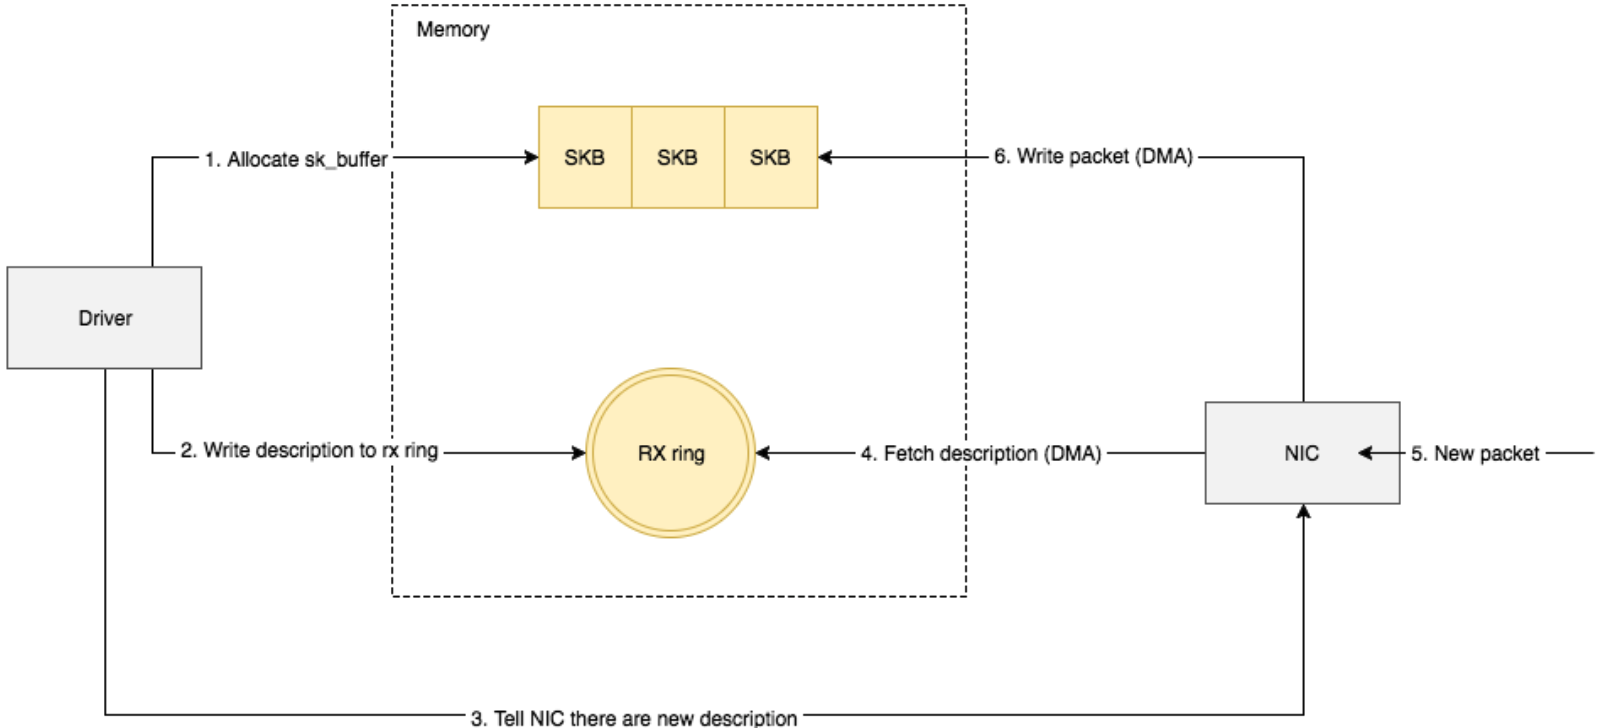 Memory
1. Allocate sk_buffer
SKB SKB SKB
6. Write packet (DMA)
Driver
2. Write description to rx ring
RX ring
4. Fetch description (DMA)
NIC
5. New packet
3. Tell NIC there are new description